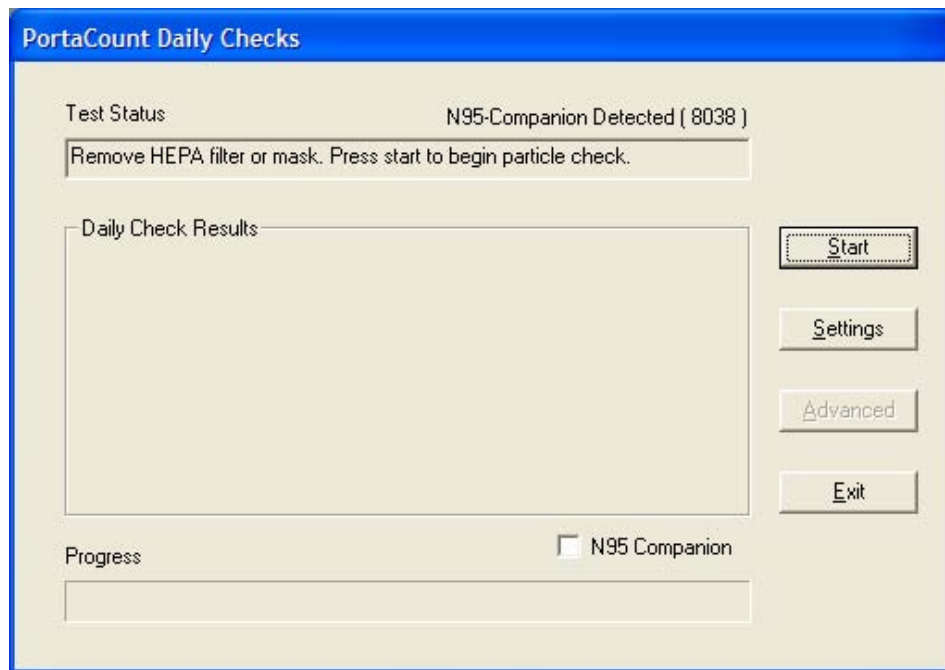 PortaCount Daily Checks
Test Status
N95-Companion Detected ( 8038 )
Remove HEPA filter or mask. Press start to begin particle check.
Daily Check Results
Start
Settings
Advanced
Exit
N95 Companion
Progress